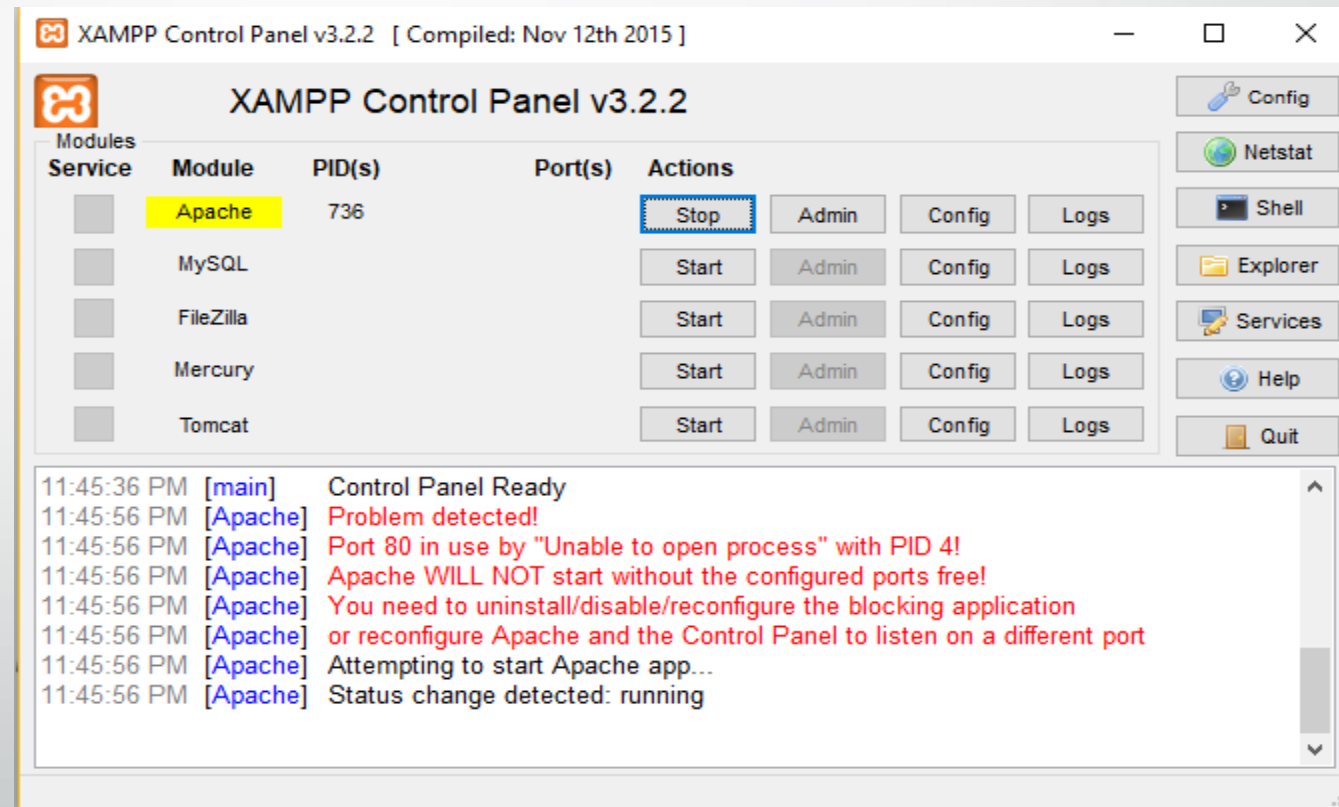 XAMPP Control Panel v3.2.2 [ Compiled: Nov 12th 2015 ]
XAMPP Control Panel v3.2.2
Config
Modules
Service Module PID(s) Port(s) Actions
Netstat
Apache 736 Stop Admin Config Logs
Shell
MySQL Start Admin Config Logs
Explorer
FileZilla Start Admin Config Logs
Services
Mercury Start Admin Config Logs
Help
Tomcat Start Admin Config Logs
Quit
11:45:36 PM [main] Control Panel Ready
11:45:56 PM [Apache] Problem detected!
11:45:56 PM [Apache] Port 80 in use by "Unable to open process" with PID 4!
11:45:56 PM [Apache] Apache WILL NOT start without the configured ports free!
11:45:56 PM [Apache] You need to uninstall/disable/reconfigure the blocking application
11:45:56 PM [Apache] or reconfigure Apache and the Control Panel to listen on a different port
11:45:56 PM [Apache] Attempting to start Apache app...
11:45:56 PM [Apache] Status change detected: running